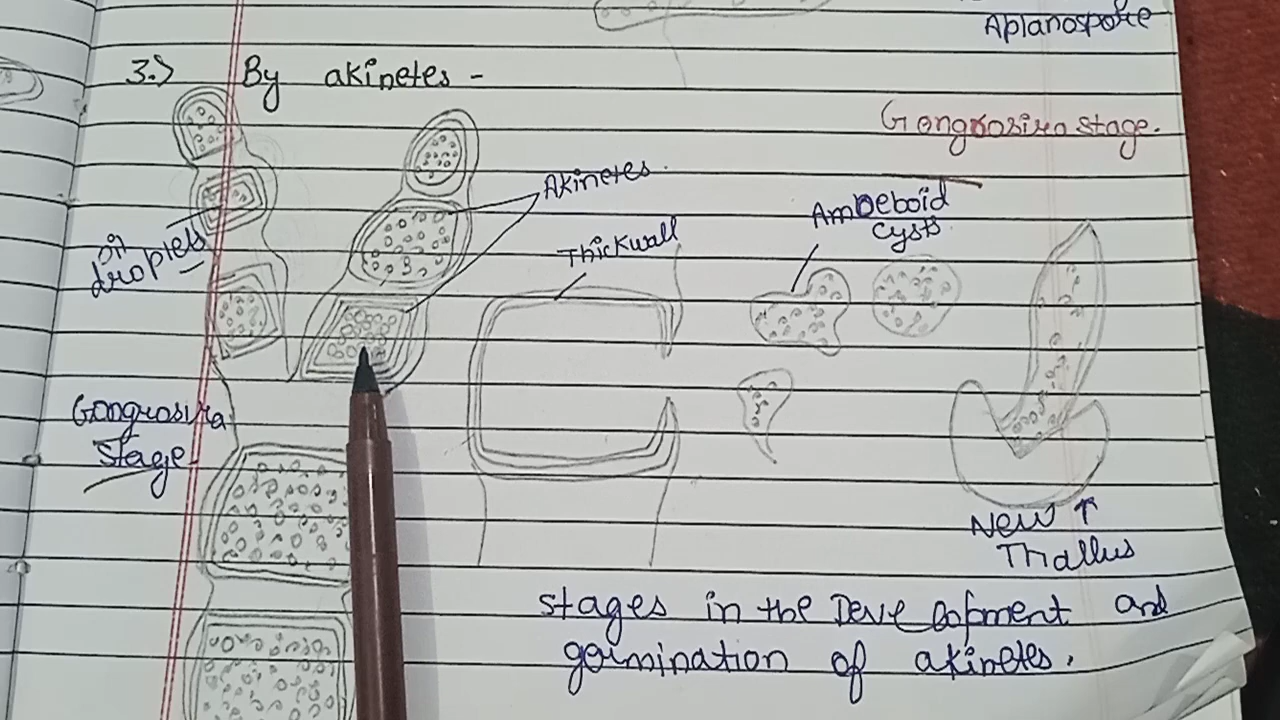 Aplanospore
3.> By akinetes -
Gongrosira stage.
Akinetes
Amoeboid
Cysts
Thickwall
oil
droplets
Gongrosira
stage
New ↑
Thallus
stages in the Development and
germination of akinetes.